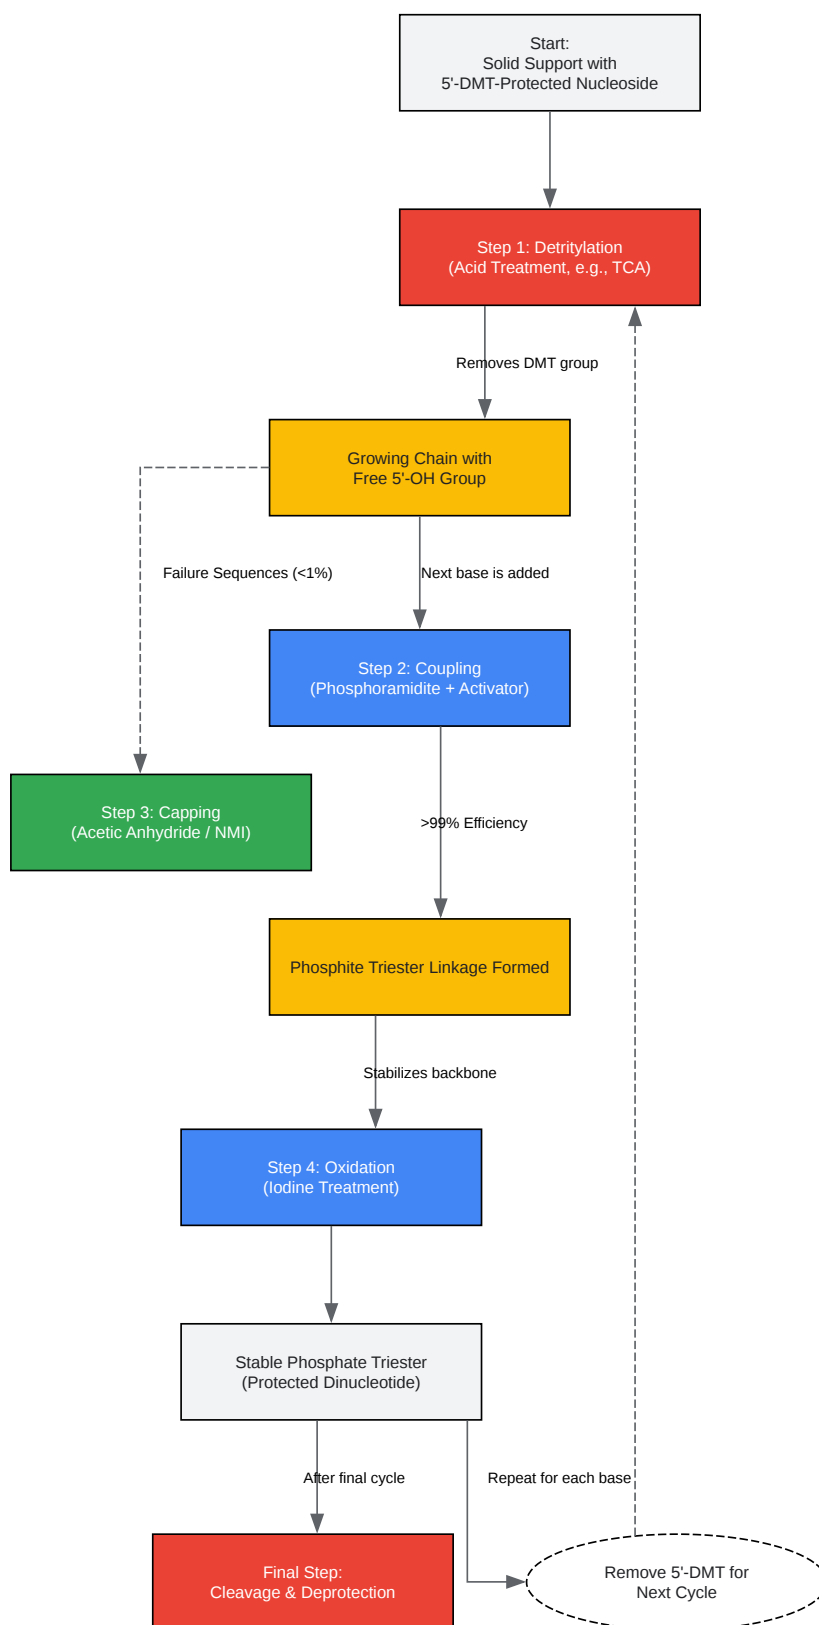 Start:
Solid Support with
5'-DMT-Protected Nucleoside
Step 1: Detritylation
(Acid Treatment, e.g., TCA)
Removes DMT group
Growing Chain with
Free 5'-OH Group
Failure Sequences (<1%)
Next base is added
Step 2: Coupling
(Phosphoramidite + Activator)
Step 3: Capping
(Acetic Anhydride / NMI)
>99% Efficiency
Phosphite Triester Linkage Formed
Stabilizes backbone
Step 4: Oxidation
(Iodine Treatment)
Stable Phosphate Triester
(Protected Dinucleotide)
After final cycle
Repeat for each base
Final Step:
Cleavage & Deprotection
Remove 5'-DMT for
Next Cycle